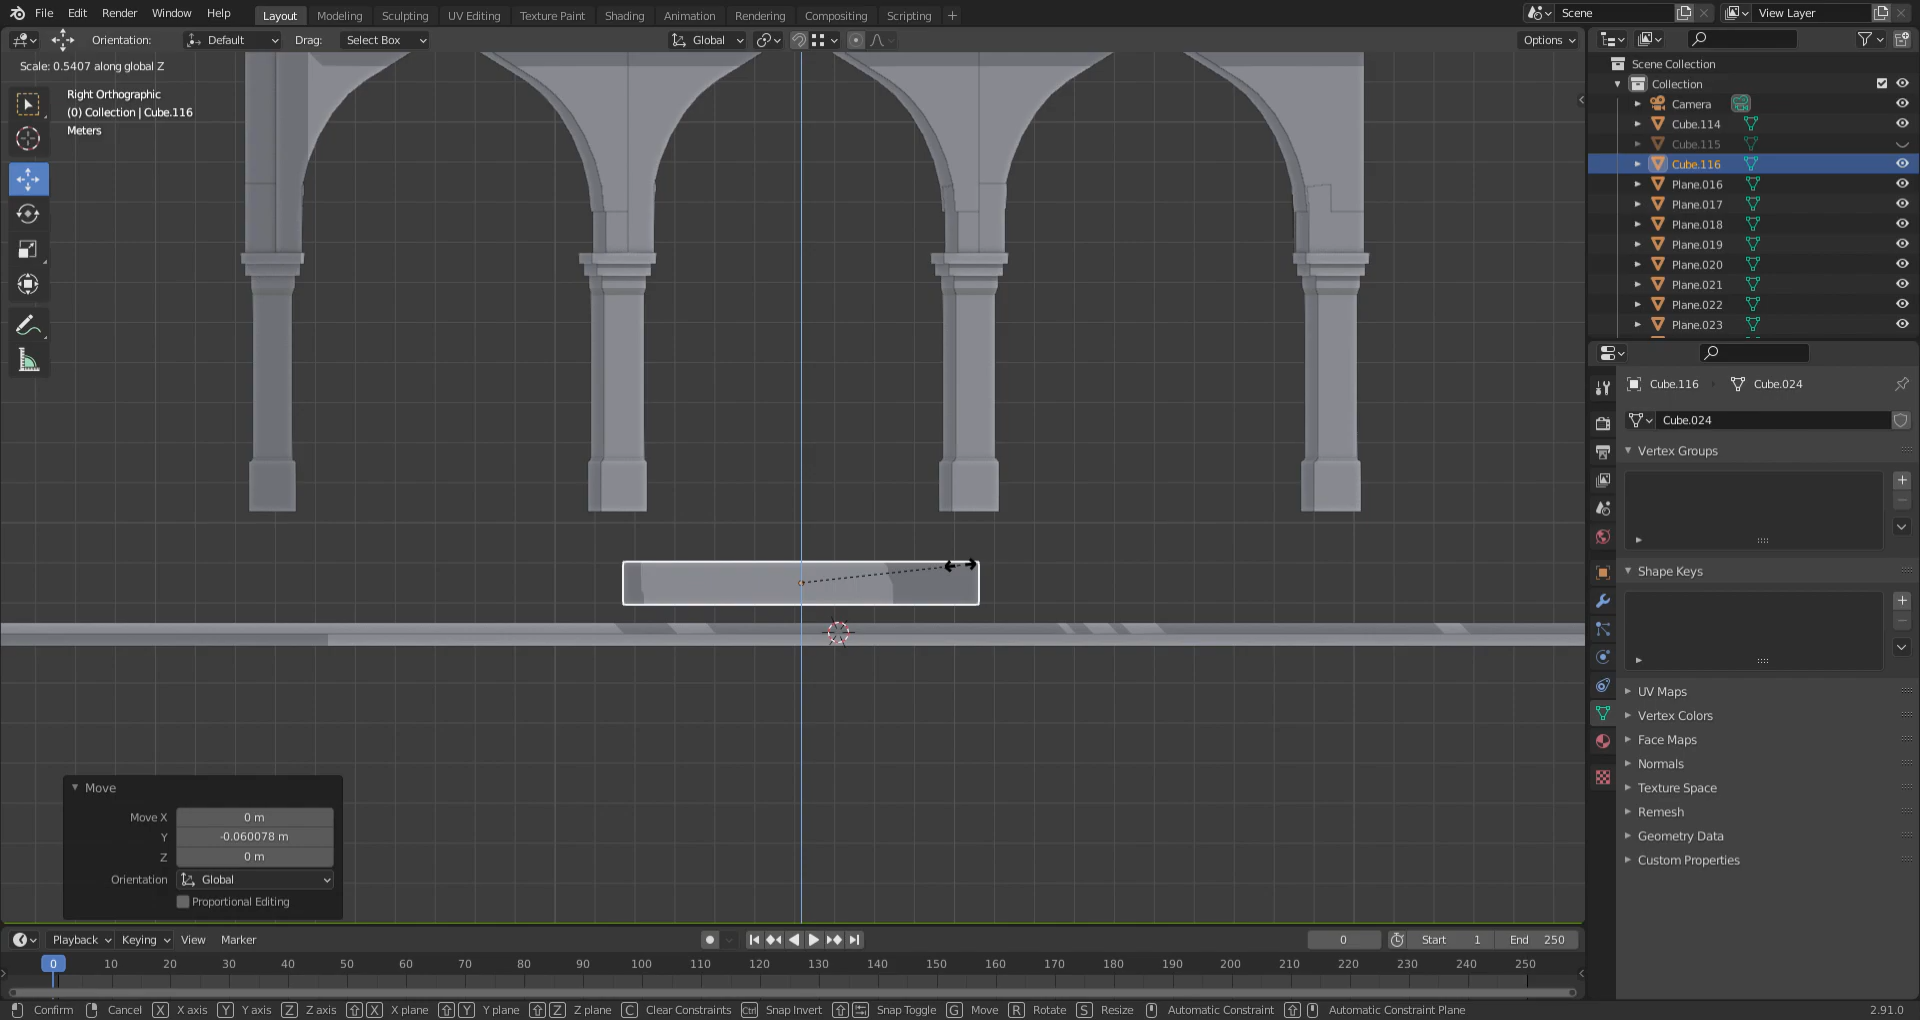 File Edit Render Window Help Layout Modeling Sculpting UV Editing Texture Paint Shading Animation Rendering Compositing Scripting + Scene View Layer
Orientation: Default Drag: Select Box Global Options
Scale: 0.5407 along global Z
Right Orthographic
(0) Collection | Cube.116
Meters
Scene Collection
Collection
Camera
Cube.114
Cube.115
Cube.116
Plane.016
Plane.017
Plane.018
Plane.019
Plane.020
Plane.021
Plane.022
Plane.023
Cube.116 Cube.024
Cube.024
Vertex Groups
Shape Keys
UV Maps
Vertex Colors
Face Maps
Normals
Texture Space
Remesh
Geometry Data
Custom Properties
Move
Move X 0 m
Y -0.060078 m
Z 0 m
Orientation Global
Proportional Editing
Playback Keying View Marker 0 Start 1 End 250
0 10 20 30 40 50 60 70 80 90 100 110 120 130 140 150 160 170 180 190 200 210 220 230 240 250
Confirm Cancel X X axis Y Y axis Z Z axis X X plane Y Y plane Z Z plane C Clear Constraints Ctrl Snap Invert Snap Toggle G Move R Rotate S Resize Automatic Constraint Automatic Constraint Plane 2.91.0